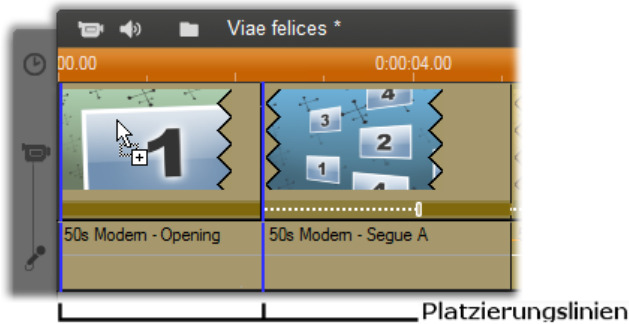 Viae felices *
00.00 0:00:04.00
1 4 3 2 1 4
50s Modern - Opening 50s Modern - Segue A
Platzierungslinien